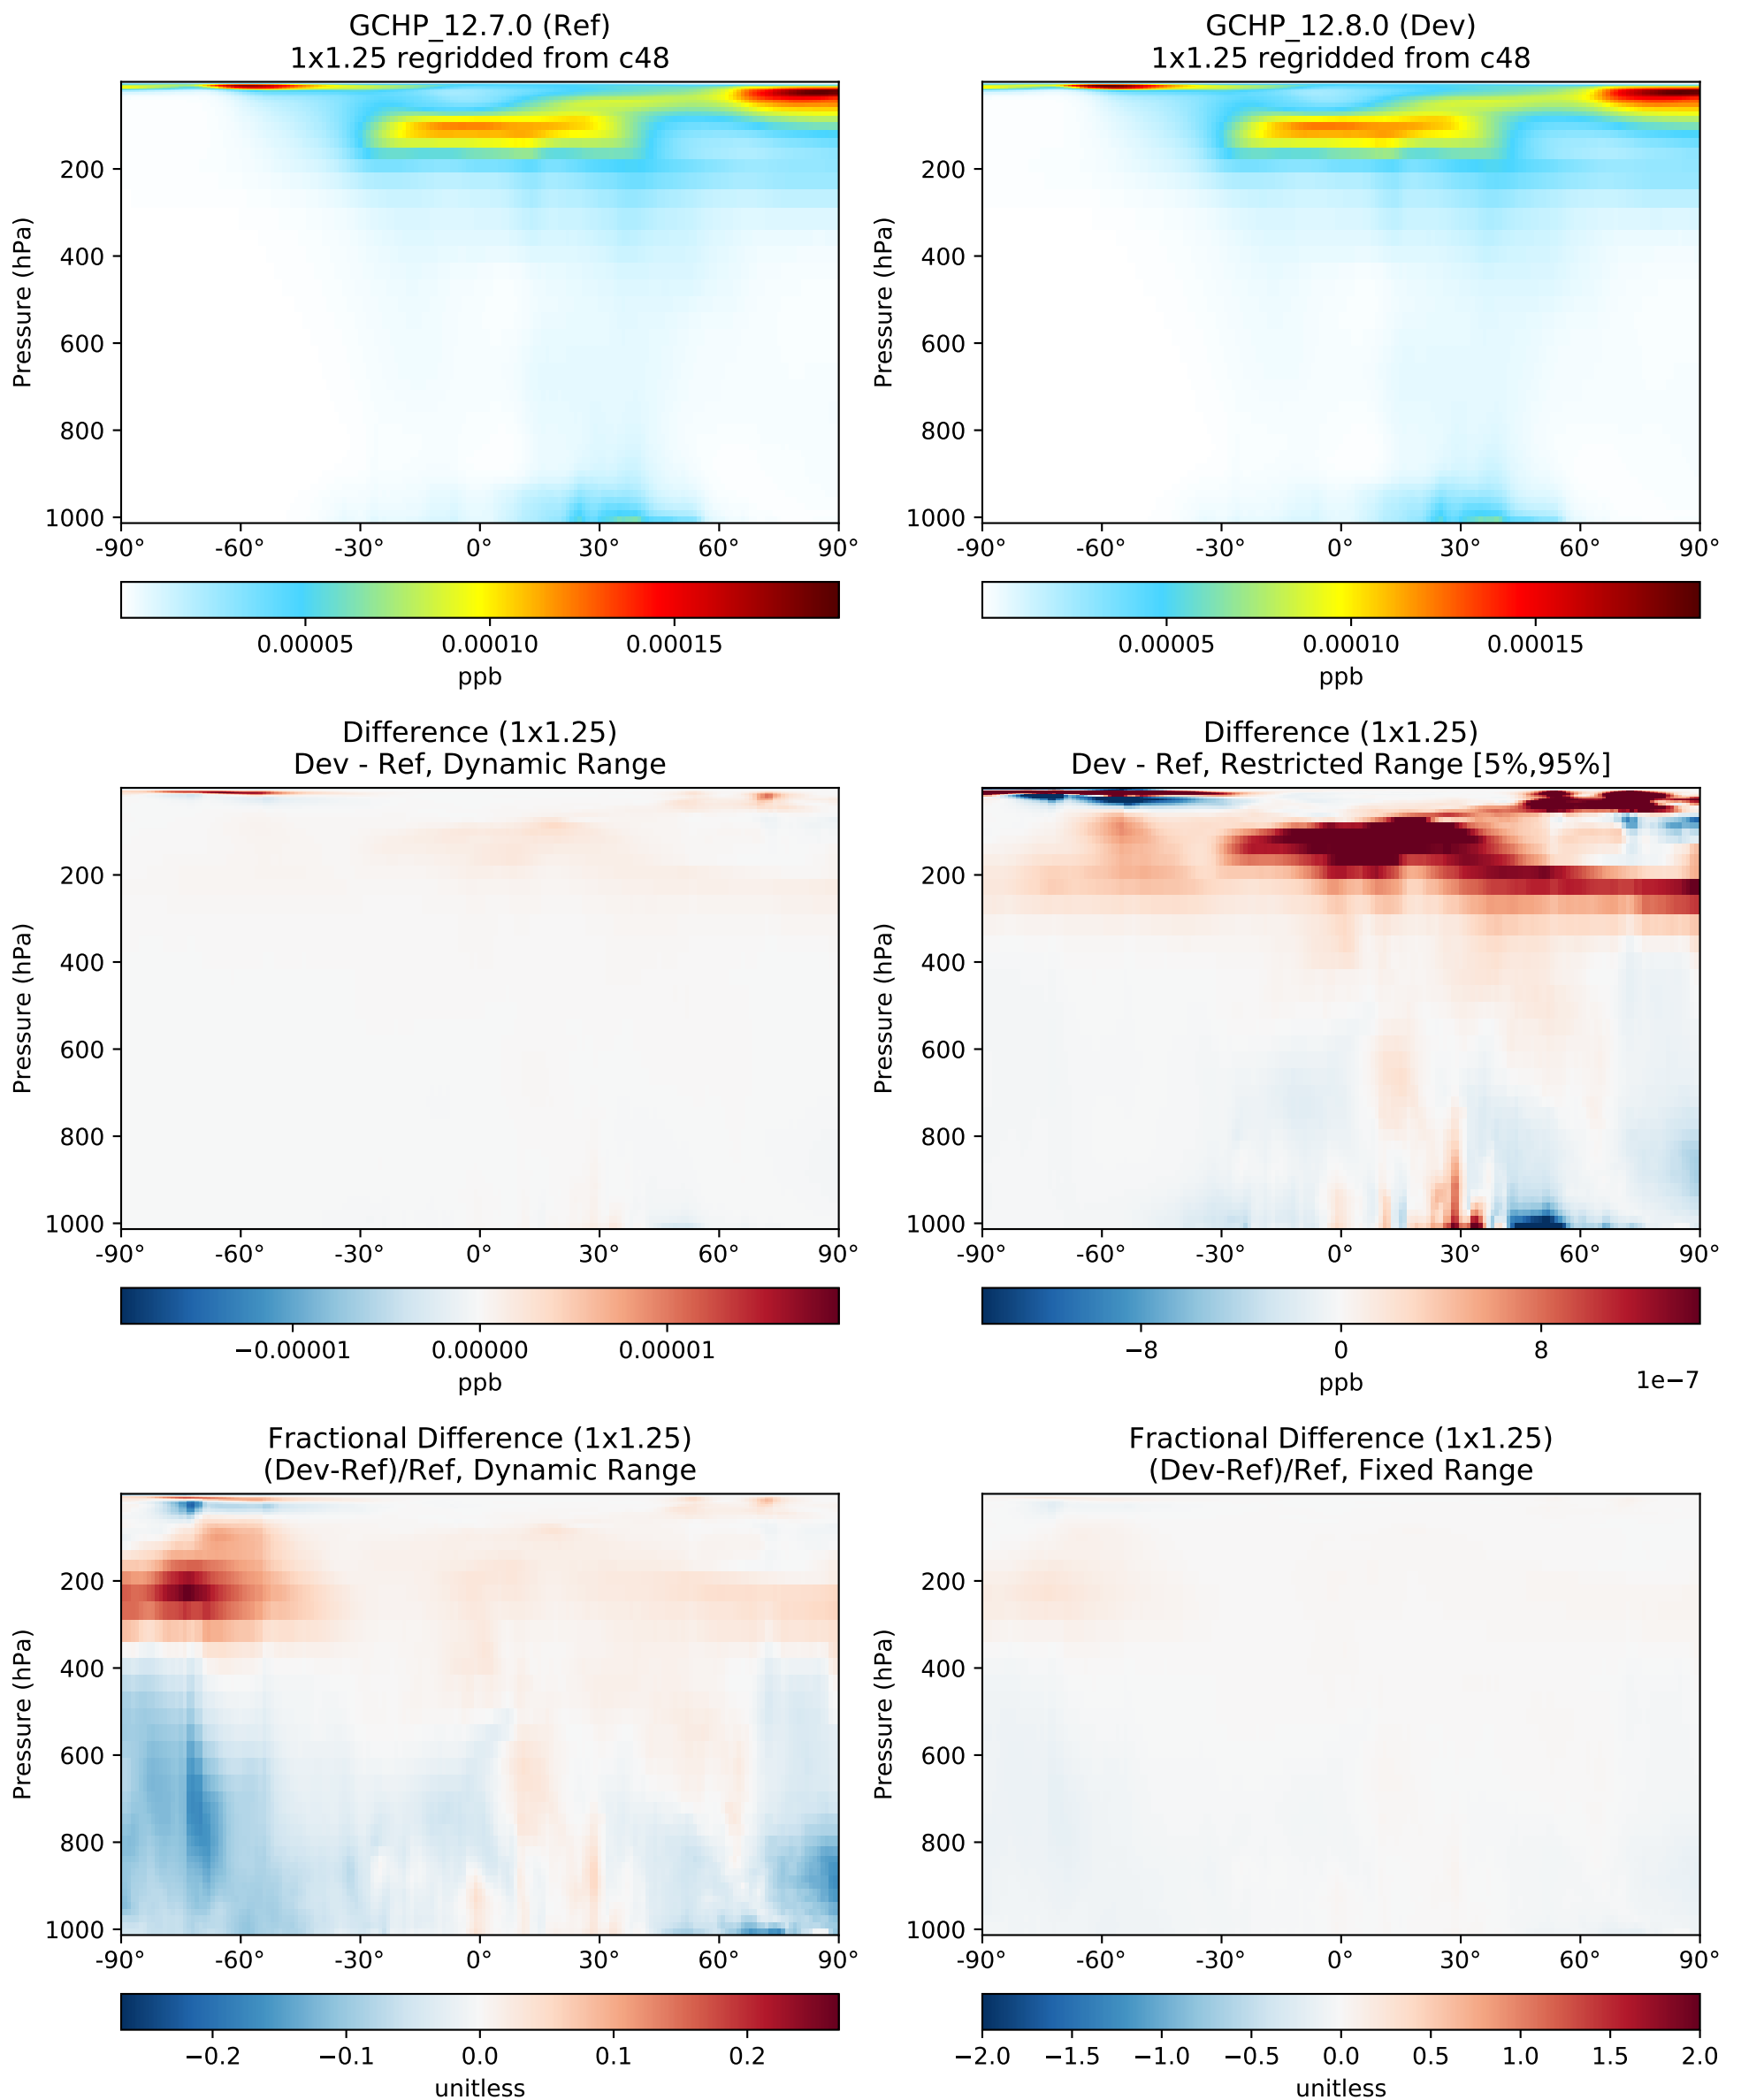 GCHP_12.7.0 (Ref)
1x1.25 regridded from c48
Pressure (hPa)
200
400
600
800
1000
-90° -60° -30° 0° 30° 60° 90°
0.00005 0.00010 0.00015
ppb
GCHP_12.8.0 (Dev)
1x1.25 regridded from c48
Pressure (hPa)
200
400
600
800
1000
-90° -60° -30° 0° 30° 60° 90°
0.00005 0.00010 0.00015
ppb
Difference (1x1.25)
Dev - Ref, Dynamic Range
Pressure (hPa)
200
400
600
800
1000
-90° -60° -30° 0° 30° 60° 90°
−0.00001 0.00000 0.00001
ppb
Difference (1x1.25)
Dev - Ref, Restricted Range [5%,95%]
Pressure (hPa)
200
400
600
800
1000
-90° -60° -30° 0° 30° 60° 90°
−8 0 8
ppb
1e−7
Fractional Difference (1x1.25)
(Dev-Ref)/Ref, Dynamic Range
Pressure (hPa)
200
400
600
800
1000
-90° -60° -30° 0° 30° 60° 90°
−0.2 −0.1 0.0 0.1 0.2
unitless
Fractional Difference (1x1.25)
(Dev-Ref)/Ref, Fixed Range
Pressure (hPa)
200
400
600
800
1000
-90° -60° -30° 0° 30° 60° 90°
−2.0 −1.5 −1.0 −0.5 0.0 0.5 1.0 1.5 2.0
unitless